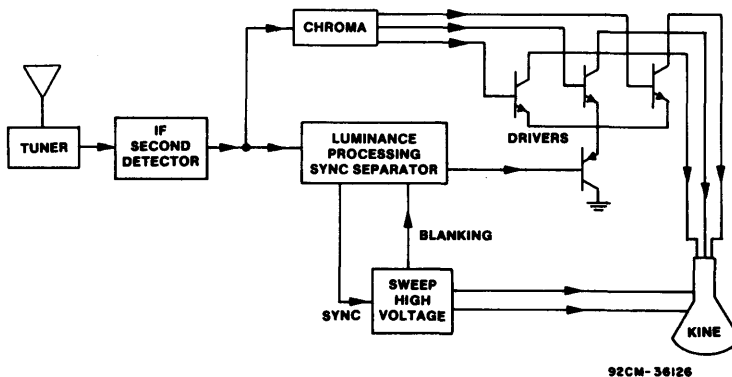 CHROMA
DRIVERS
TUNER
IF
SECOND
DETECTOR
LUMINANCE
PROCESSING
SYNC SEPARATOR
BLANKING
SYNC
SWEEP
HIGH
VOLTAGE
KINE
92CM-36126